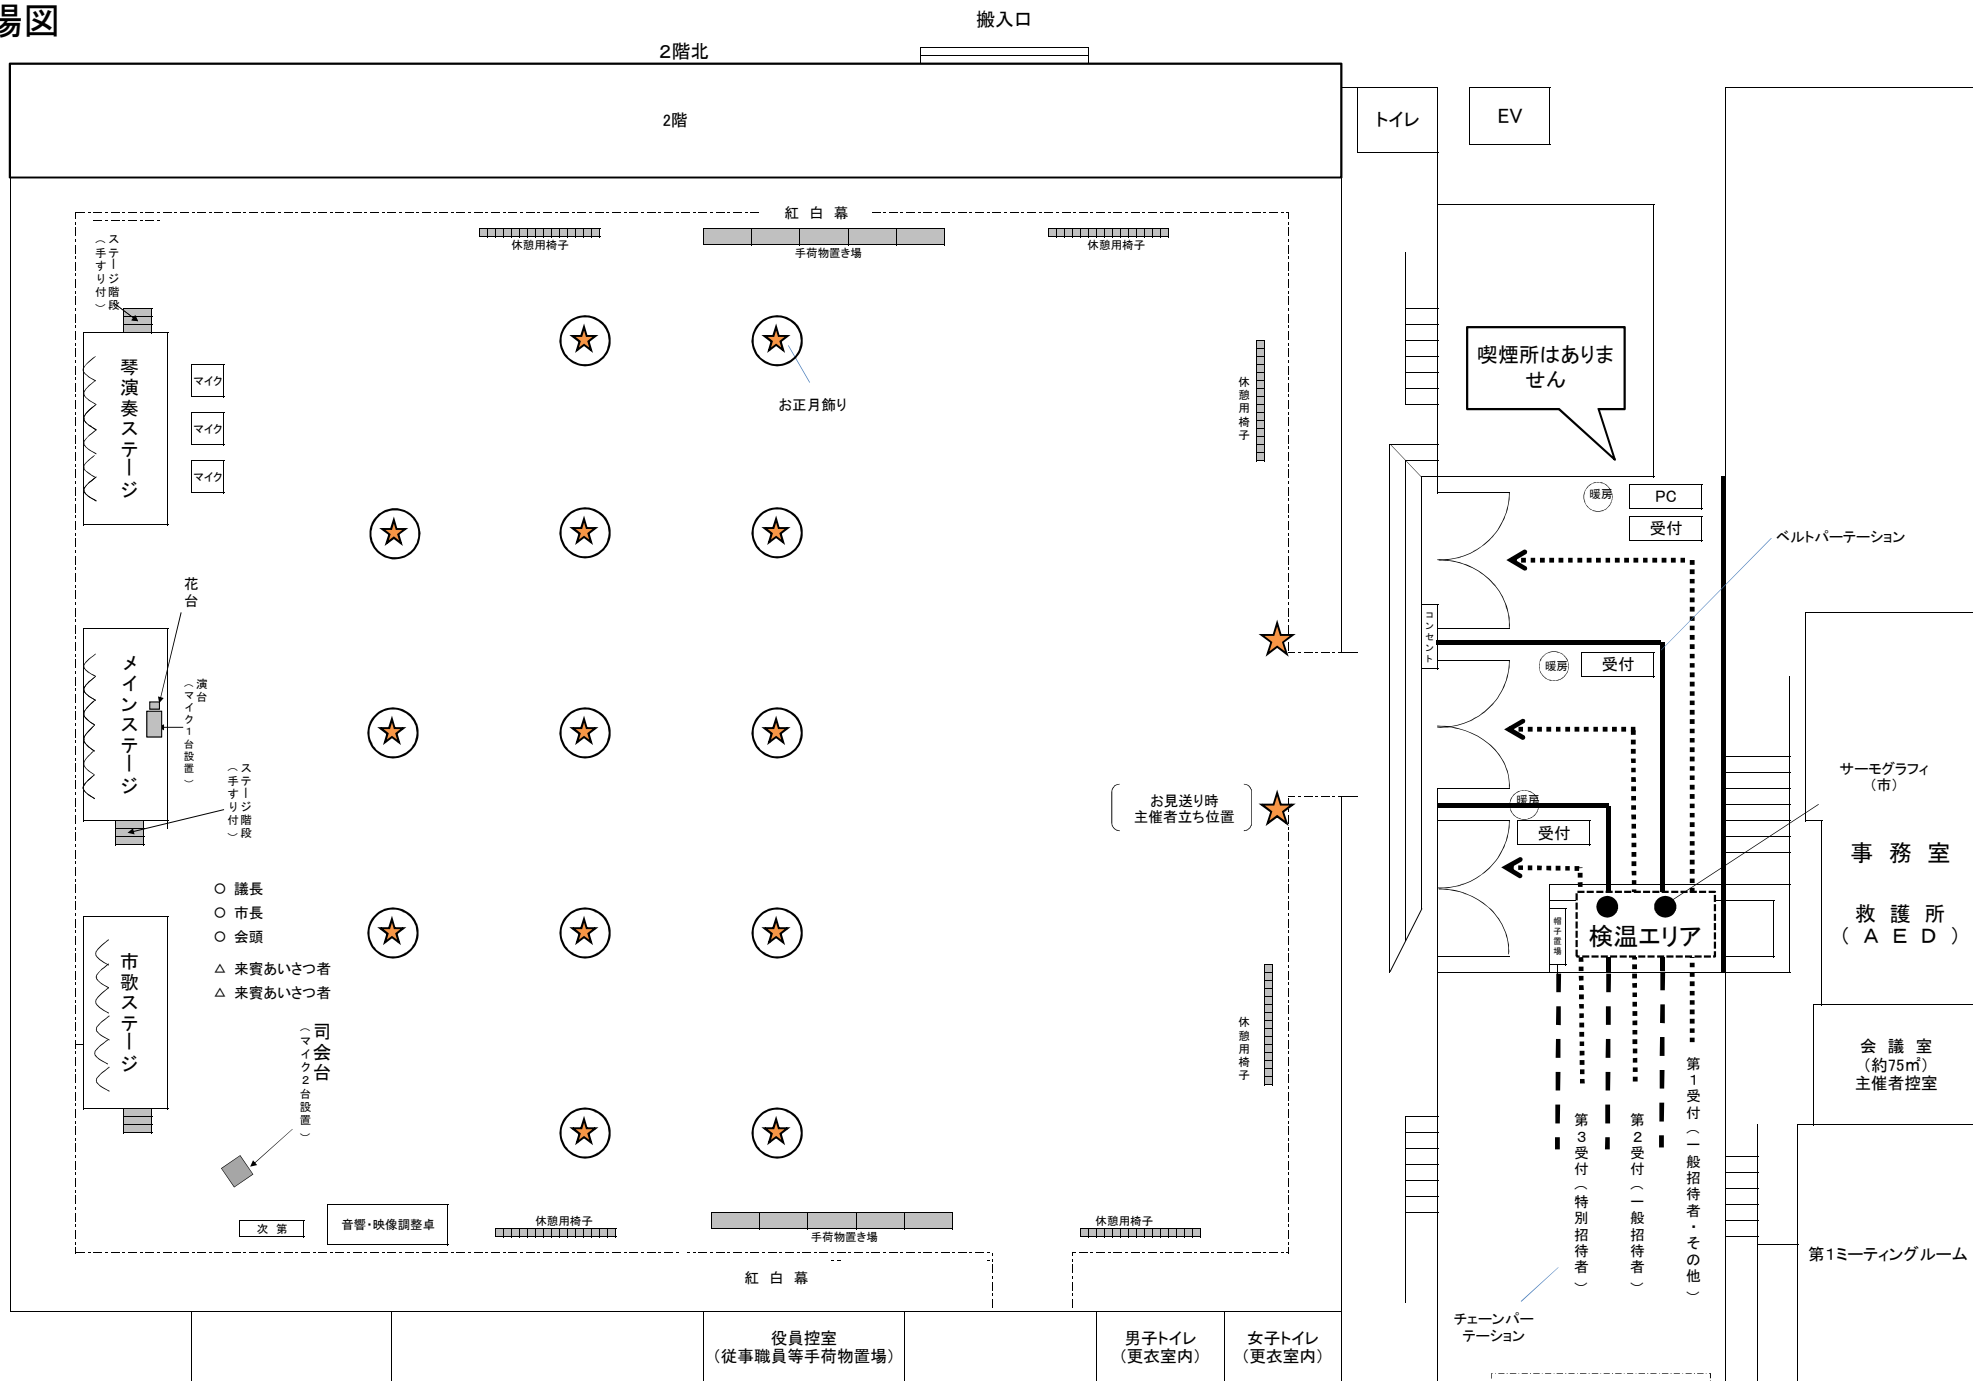 場図
搬入口
2階北
2階
トイレ
EV
紅 白 幕
休憩用椅子
手荷物置き場
休憩用椅子
ステージ階段
（手すり付）
琴演奏ステージ
マイク
マイク
マイク
お正月飾り
休憩用椅子
喫煙所はありま
せん
暖房
PC
受付
ベルトパーテーション
花台
コンセント
暖房
受付
メインステージ
演台
（マイク1台設置）
ステージ階段
（手すり付）
お見送り時
主催者立ち位置
暖房
受付
サーモグラフィ
（市）
事 務 室
救 護 所
（ A E D ）
○ 議長
○ 市長
○ 会頭
△ 来賓あいさつ者
△ 来賓あいさつ者
帽子置場
検温エリア
市歌ステージ
司会台
（マイク2台設置）
休憩用椅子
会 議 室
（約75㎡）
主催者控室
第1受付（一般招待者・その他）
第2受付（一般招待者）
第3受付（特別招待者）
次 第
音響・映像調整卓
休憩用椅子
手荷物置き場
休憩用椅子
第1ミーティングルーム
紅 白 幕
チェーンパー
テーション
役員控室
（従事職員等手荷物置場）
男子トイレ
（更衣室内）
女子トイレ
（更衣室内）